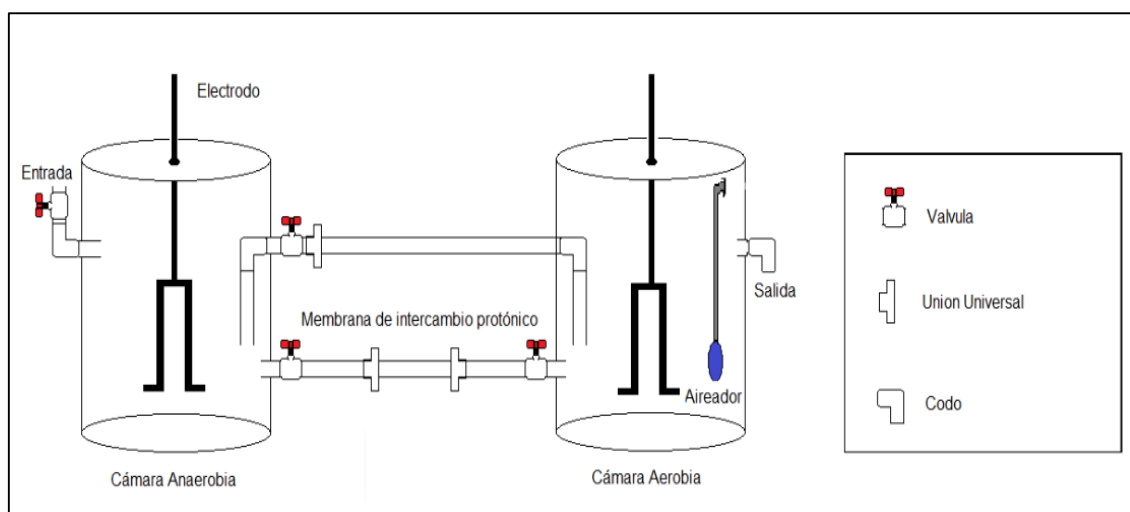 Electrodo
Entrada
Membrana de intercambio protónico
Salida
Aireador
Cámara Anaerobia
Cámara Aerobia
Valvula
Union Universal
Codo